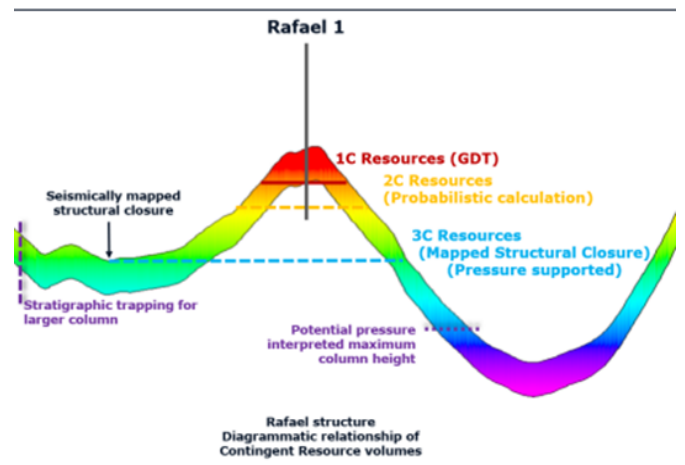 Rafael 1
1C Resources (GDT)
2C Resources
(Probabilistic calculation)
Seismically mapped
structural closure
3C Resources
(Mapped Structural Closure)
(Pressure supported)
Stratigraphic trapping for
larger column
Potential pressure
interpreted maximum
column height
Rafael structure
Diagrammatic relationship of
Contingent Resource volumes